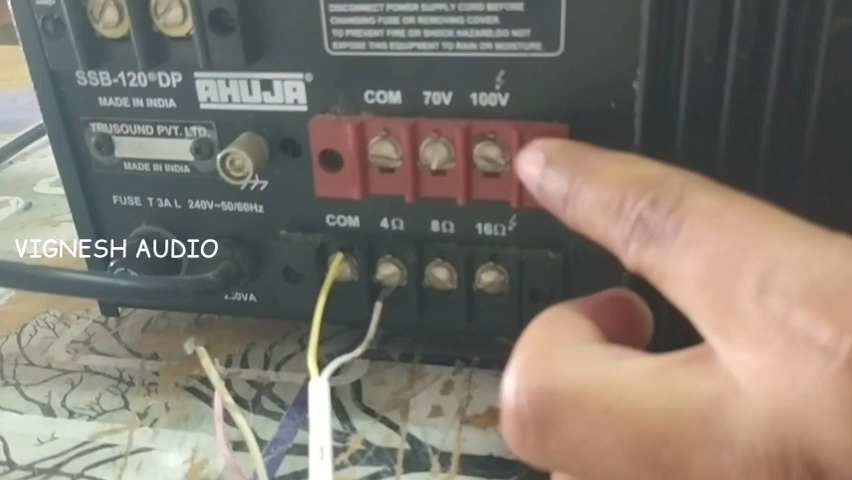 DISCONNECT POWER SUPPLY CORD BEFORE
CHANGING FUSE OR REMOVING COVER.
TO PREVENT FIRE OR SHOCK HAZARDS,DO NOT
EXPOSE THIS EQUIPMENT TO RAIN OR MOISTURE.
SSB-120®DP
MADE IN INDIA
AHUJA®
COM 70V 100V
TRUSOUND PVT. LTD.
MADE IN INDIA
FUSE T 3A L 240V~50/60Hz
COM 4Ω 8Ω 16Ω
VIGNESH AUDIO